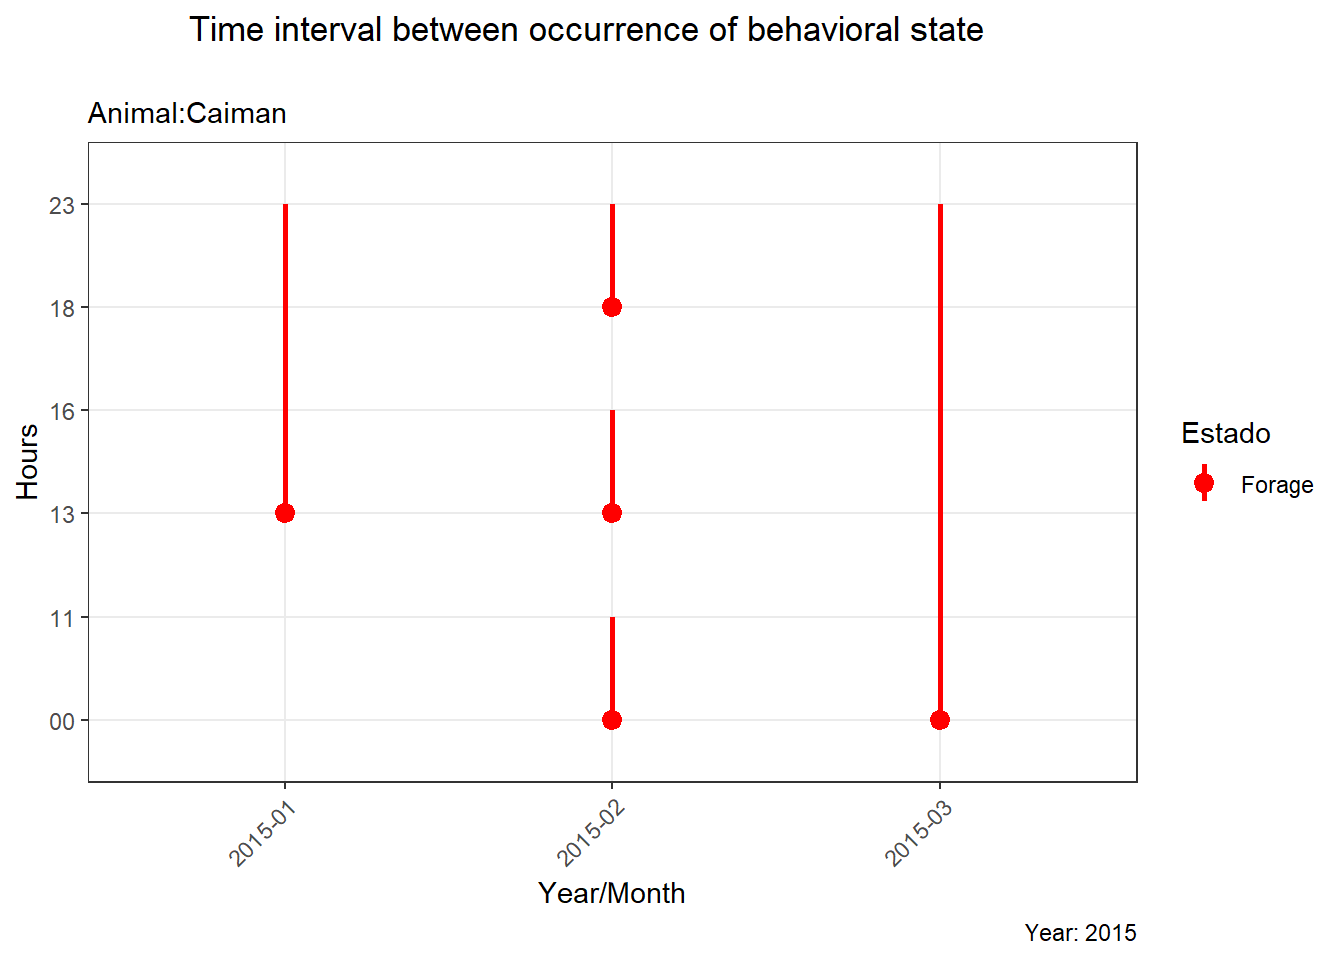 Time interval between occurrence of behavioral state
Animal:Caiman
23
18
16
13
11
00
Hours
2015-01
2015-02
2015-03
Year/Month
Estado
Forage
Year: 2015